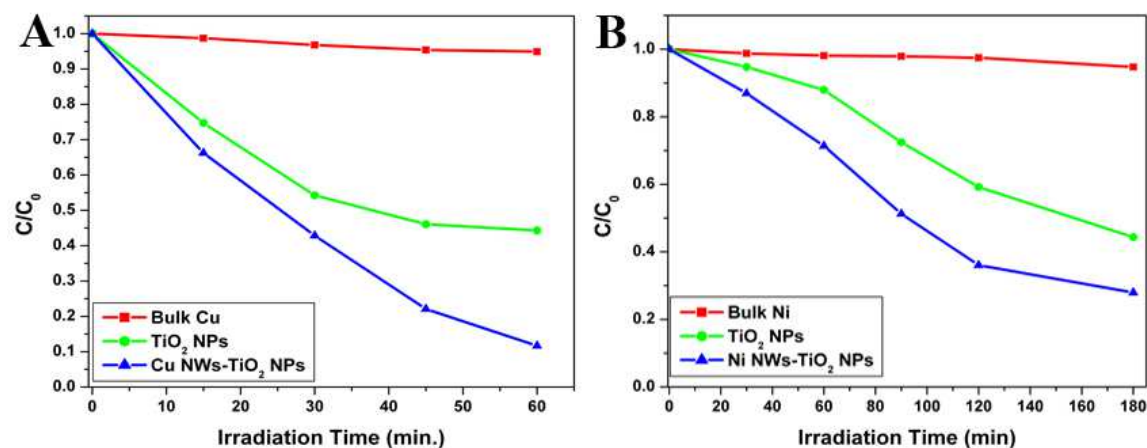 A
C/C0
1.0
0.95
0.9
0.8
0.7
0.6
0.5
0.4
0.3
0.2
0.1
0.0
Bulk Cu
TiO2 NPs
Cu NWs-TiO2 NPs
0 10 20 30 40 50 60
Irradiation Time (min.)
B
C/C0
1.0
0.8
0.6
0.4
0.2
0.0
Bulk Ni
TiO2 NPs
Ni NWs-TiO2 NPs
0 20 40 60 80 100 120 140 160 180
Irradiation Time (min)